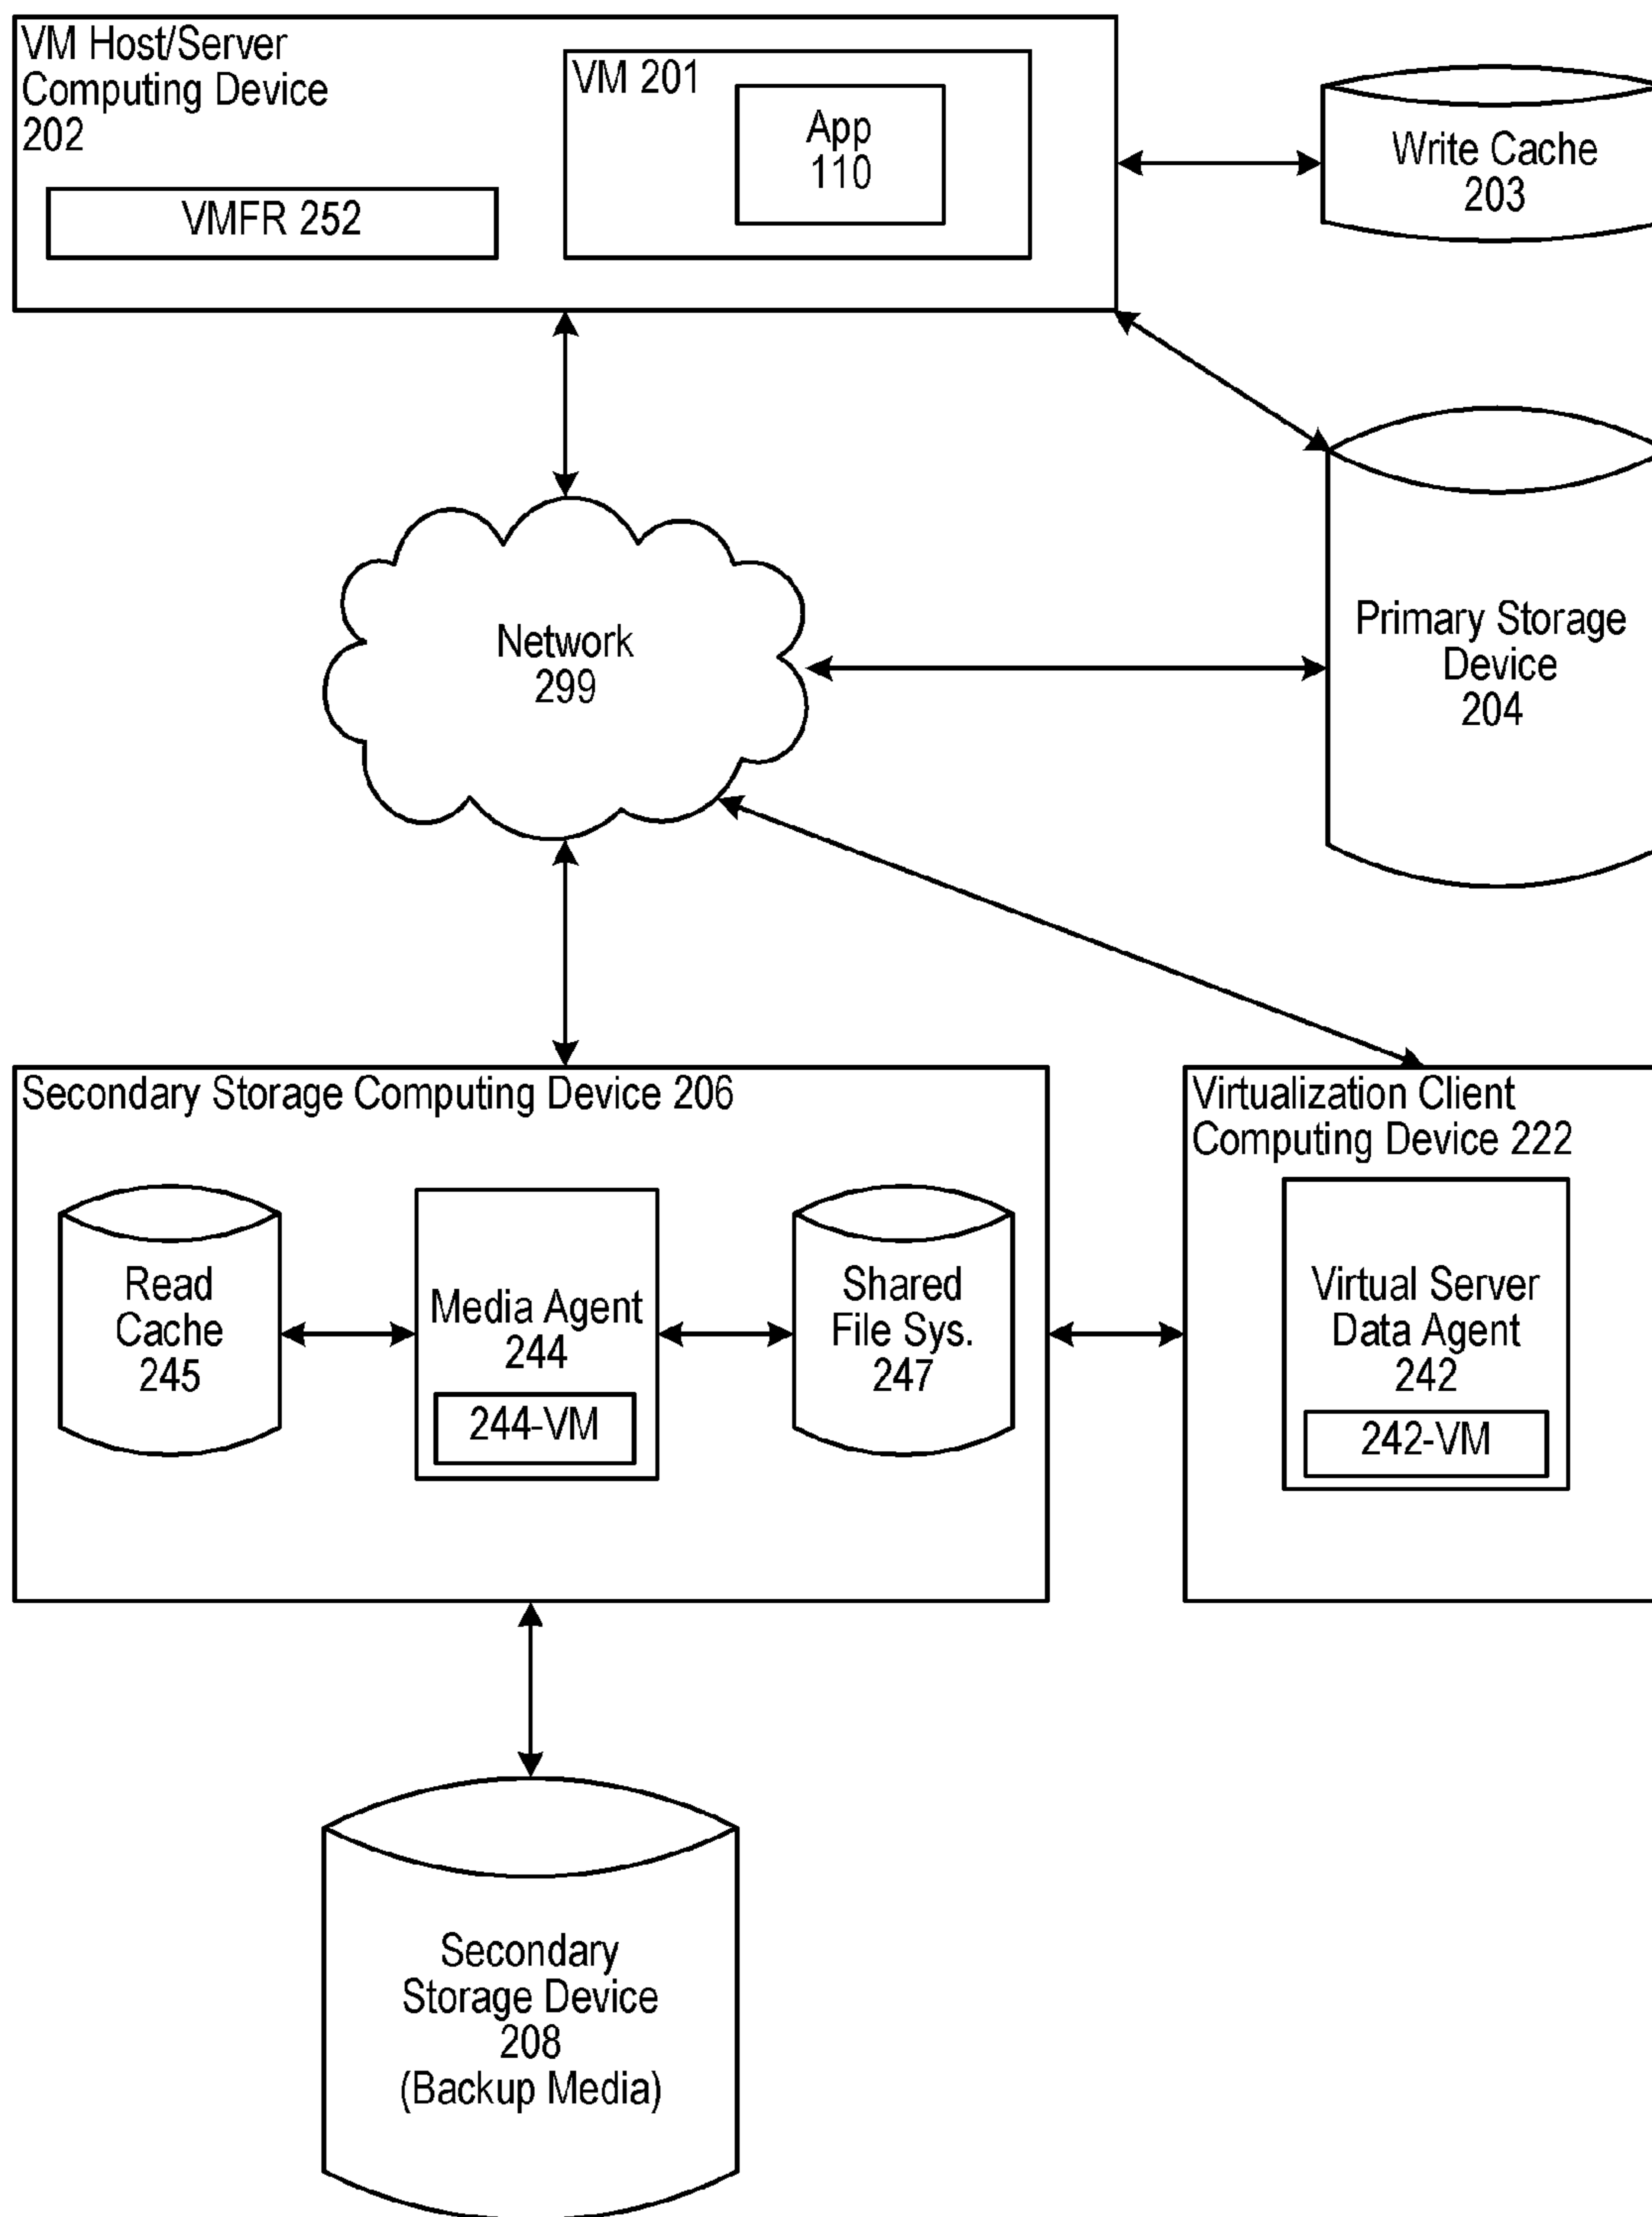 VM Host/Server
Computing Device
202
VMFR 252
VM 201
App
110
Write Cache
203
Network
299
Primary Storage
Device
204
Secondary Storage Computing Device 206
Read
Cache
245
Media Agent
244
244-VM
Shared
File Sys.
247
Virtualization Client
Computing Device 222
Virtual Server
Data Agent
242
242-VM
Secondary
Storage Device
208
(Backup Media)